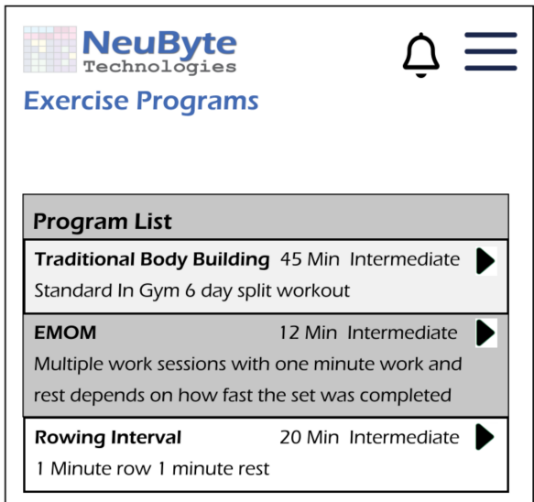 NeuByte
Technologies
Exercise Programs
Program List
Traditional Body Building 45 Min Intermediate
Standard In Gym 6 day split workout
EMOM 12 Min Intermediate
Multiple work sessions with one minute work and
rest depends on how fast the set was completed
Rowing Interval 20 Min Intermediate
1 Minute row 1 minute rest